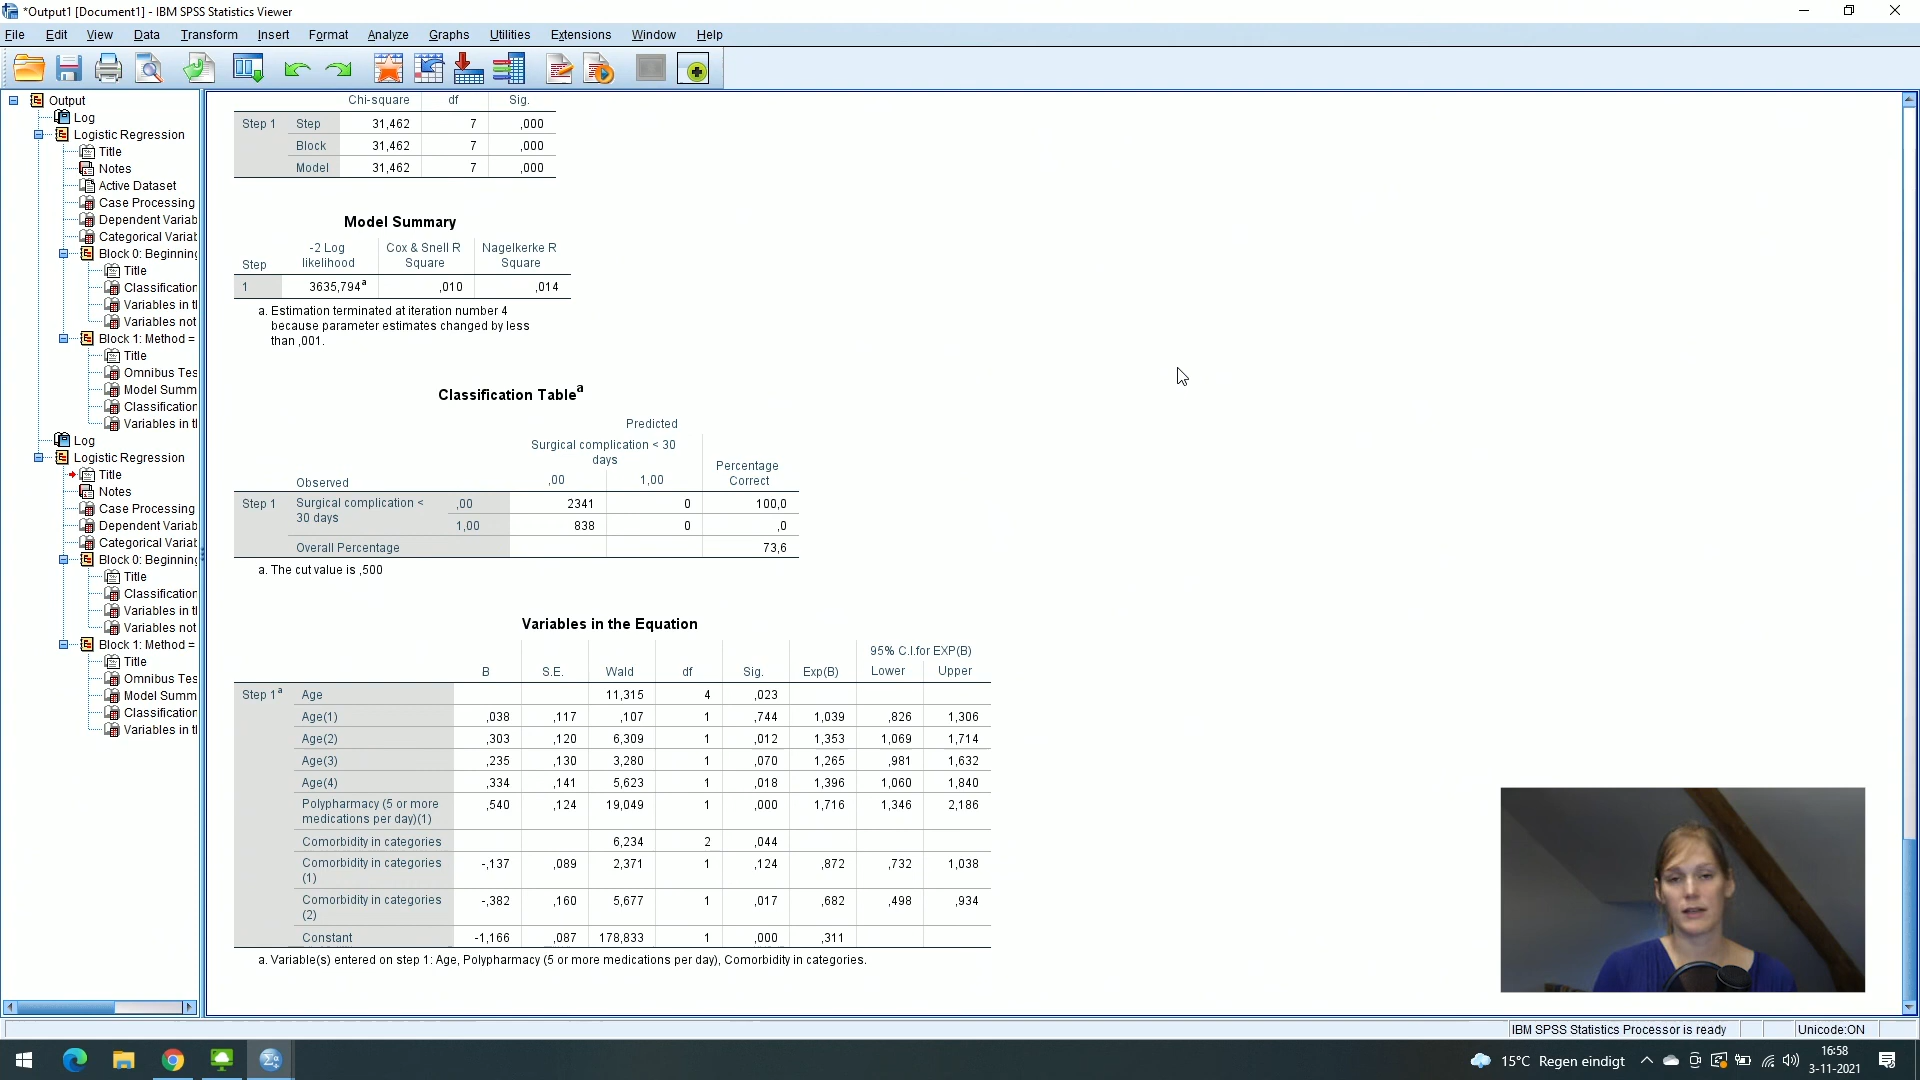 *Output1 [Document1] - IBM SPSS Statistics Viewer
File Edit View Data Transform Insert Format Analyze Graphs Utilities Extensions Window Help
Output
Log
Logistic Regression
Title
Notes
Active Dataset
Case Processing
Dependent Variab
Categorical Variat
Block 0: Beginning
Title
Classification
Variables in tl
Variables not
Block 1: Method =
Title
Omnibus Tes
Model Summ
Classification
Variables in tl
Log
Logistic Regression
Title
Notes
Case Processing
Dependent Variab
Categorical Variat
Block 0: Beginning
Title
Classification
Variables in tl
Variables not
Block 1: Method =
Title
Omnibus Tes
Model Summ
Classification
Variables in tl
Chi-square df Sig.
Step 1 Step 31,462 7 ,000
Block 31,462 7 ,000
Model 31,462 7 ,000
Model Summary
Step -2 Log likelihood Cox & Snell R Square Nagelkerke R Square
1 3635,794a ,010 ,014
a. Estimation terminated at iteration number 4
because parameter estimates changed by less
than ,001.
Classification Tablea
Predicted
Surgical complication < 30 days
Percentage Correct
Observed ,00 1,00
Step 1 Surgical complication < 30 days ,00 2341 0 100,0
1,00 838 0 ,0
Overall Percentage 73,6
a. The cut value is ,500
Variables in the Equation
95% C.I.for EXP(B)
B S.E. Wald df Sig. Exp(B) Lower Upper
Step 1a Age 11,315 4 ,023
Age(1) ,038 ,117 ,107 1 ,744 1,039 ,826 1,306
Age(2) ,303 ,120 6,309 1 ,012 1,353 1,069 1,714
Age(3) ,235 ,130 3,280 1 ,070 1,265 ,981 1,632
Age(4) ,334 ,141 5,623 1 ,018 1,396 1,060 1,840
Polypharmacy (5 or more medications per day)(1) ,540 ,124 19,049 1 ,000 1,716 1,346 2,186
Comorbidity in categories 6,234 2 ,044
Comorbidity in categories (1) -,137 ,089 2,371 1 ,124 ,872 ,732 1,038
Comorbidity in categories (2) -,382 ,160 5,677 1 ,017 ,682 ,498 ,934
Constant -1,166 ,087 178,833 1 ,000 ,311
a. Variable(s) entered on step 1: Age, Polypharmacy (5 or more medications per day), Comorbidity in categories.
IBM SPSS Statistics Processor is ready Unicode:ON
15°C Regen eindigt
16:58
3-11-2021